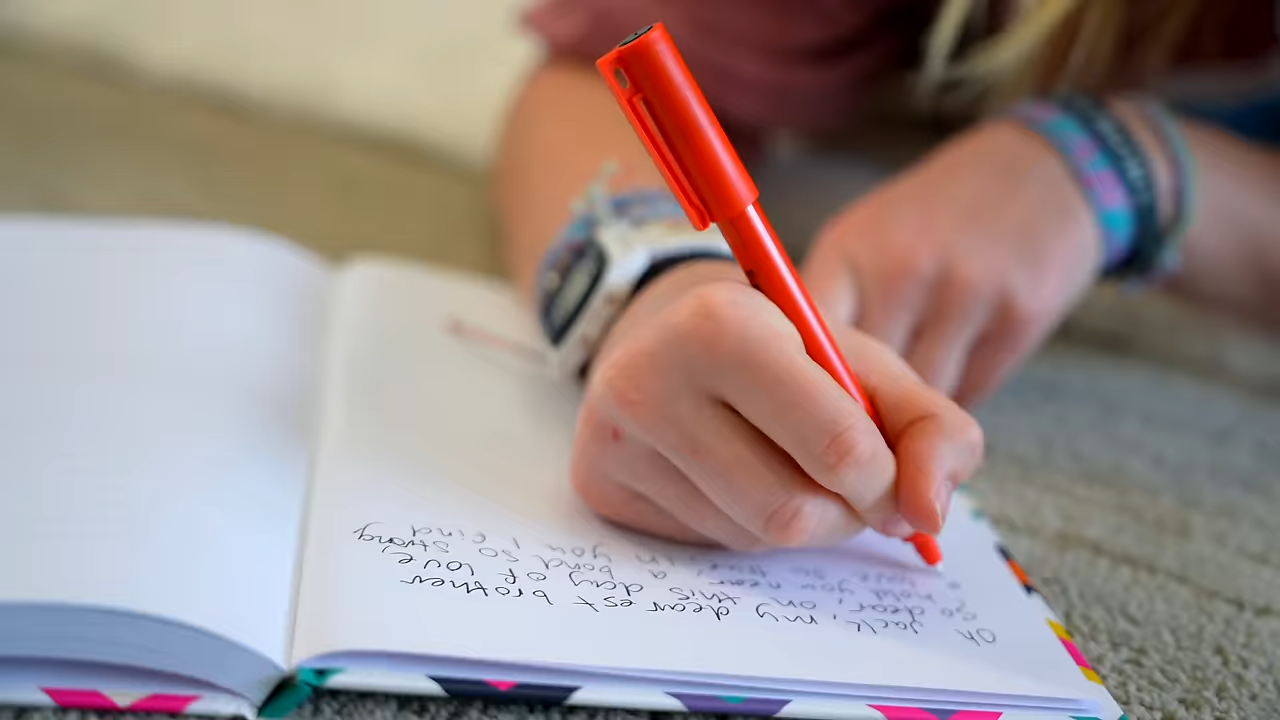 Oh Jack, my dearest brother
So dear, on this day of love,
I hold you near, a bond so strong
in you I find